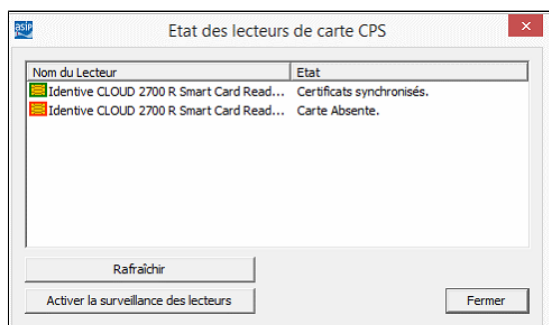 asip
Etat des lecteurs de carte CPS
Nom du Lecteur Etat
Identive CLOUD 2700 R Smart Card Read... Certificats synchronisés.
Identive CLOUD 2700 R Smart Card Read... Carte Absente.
Rafraîchir
Activer la surveillance des lecteurs
Fermer